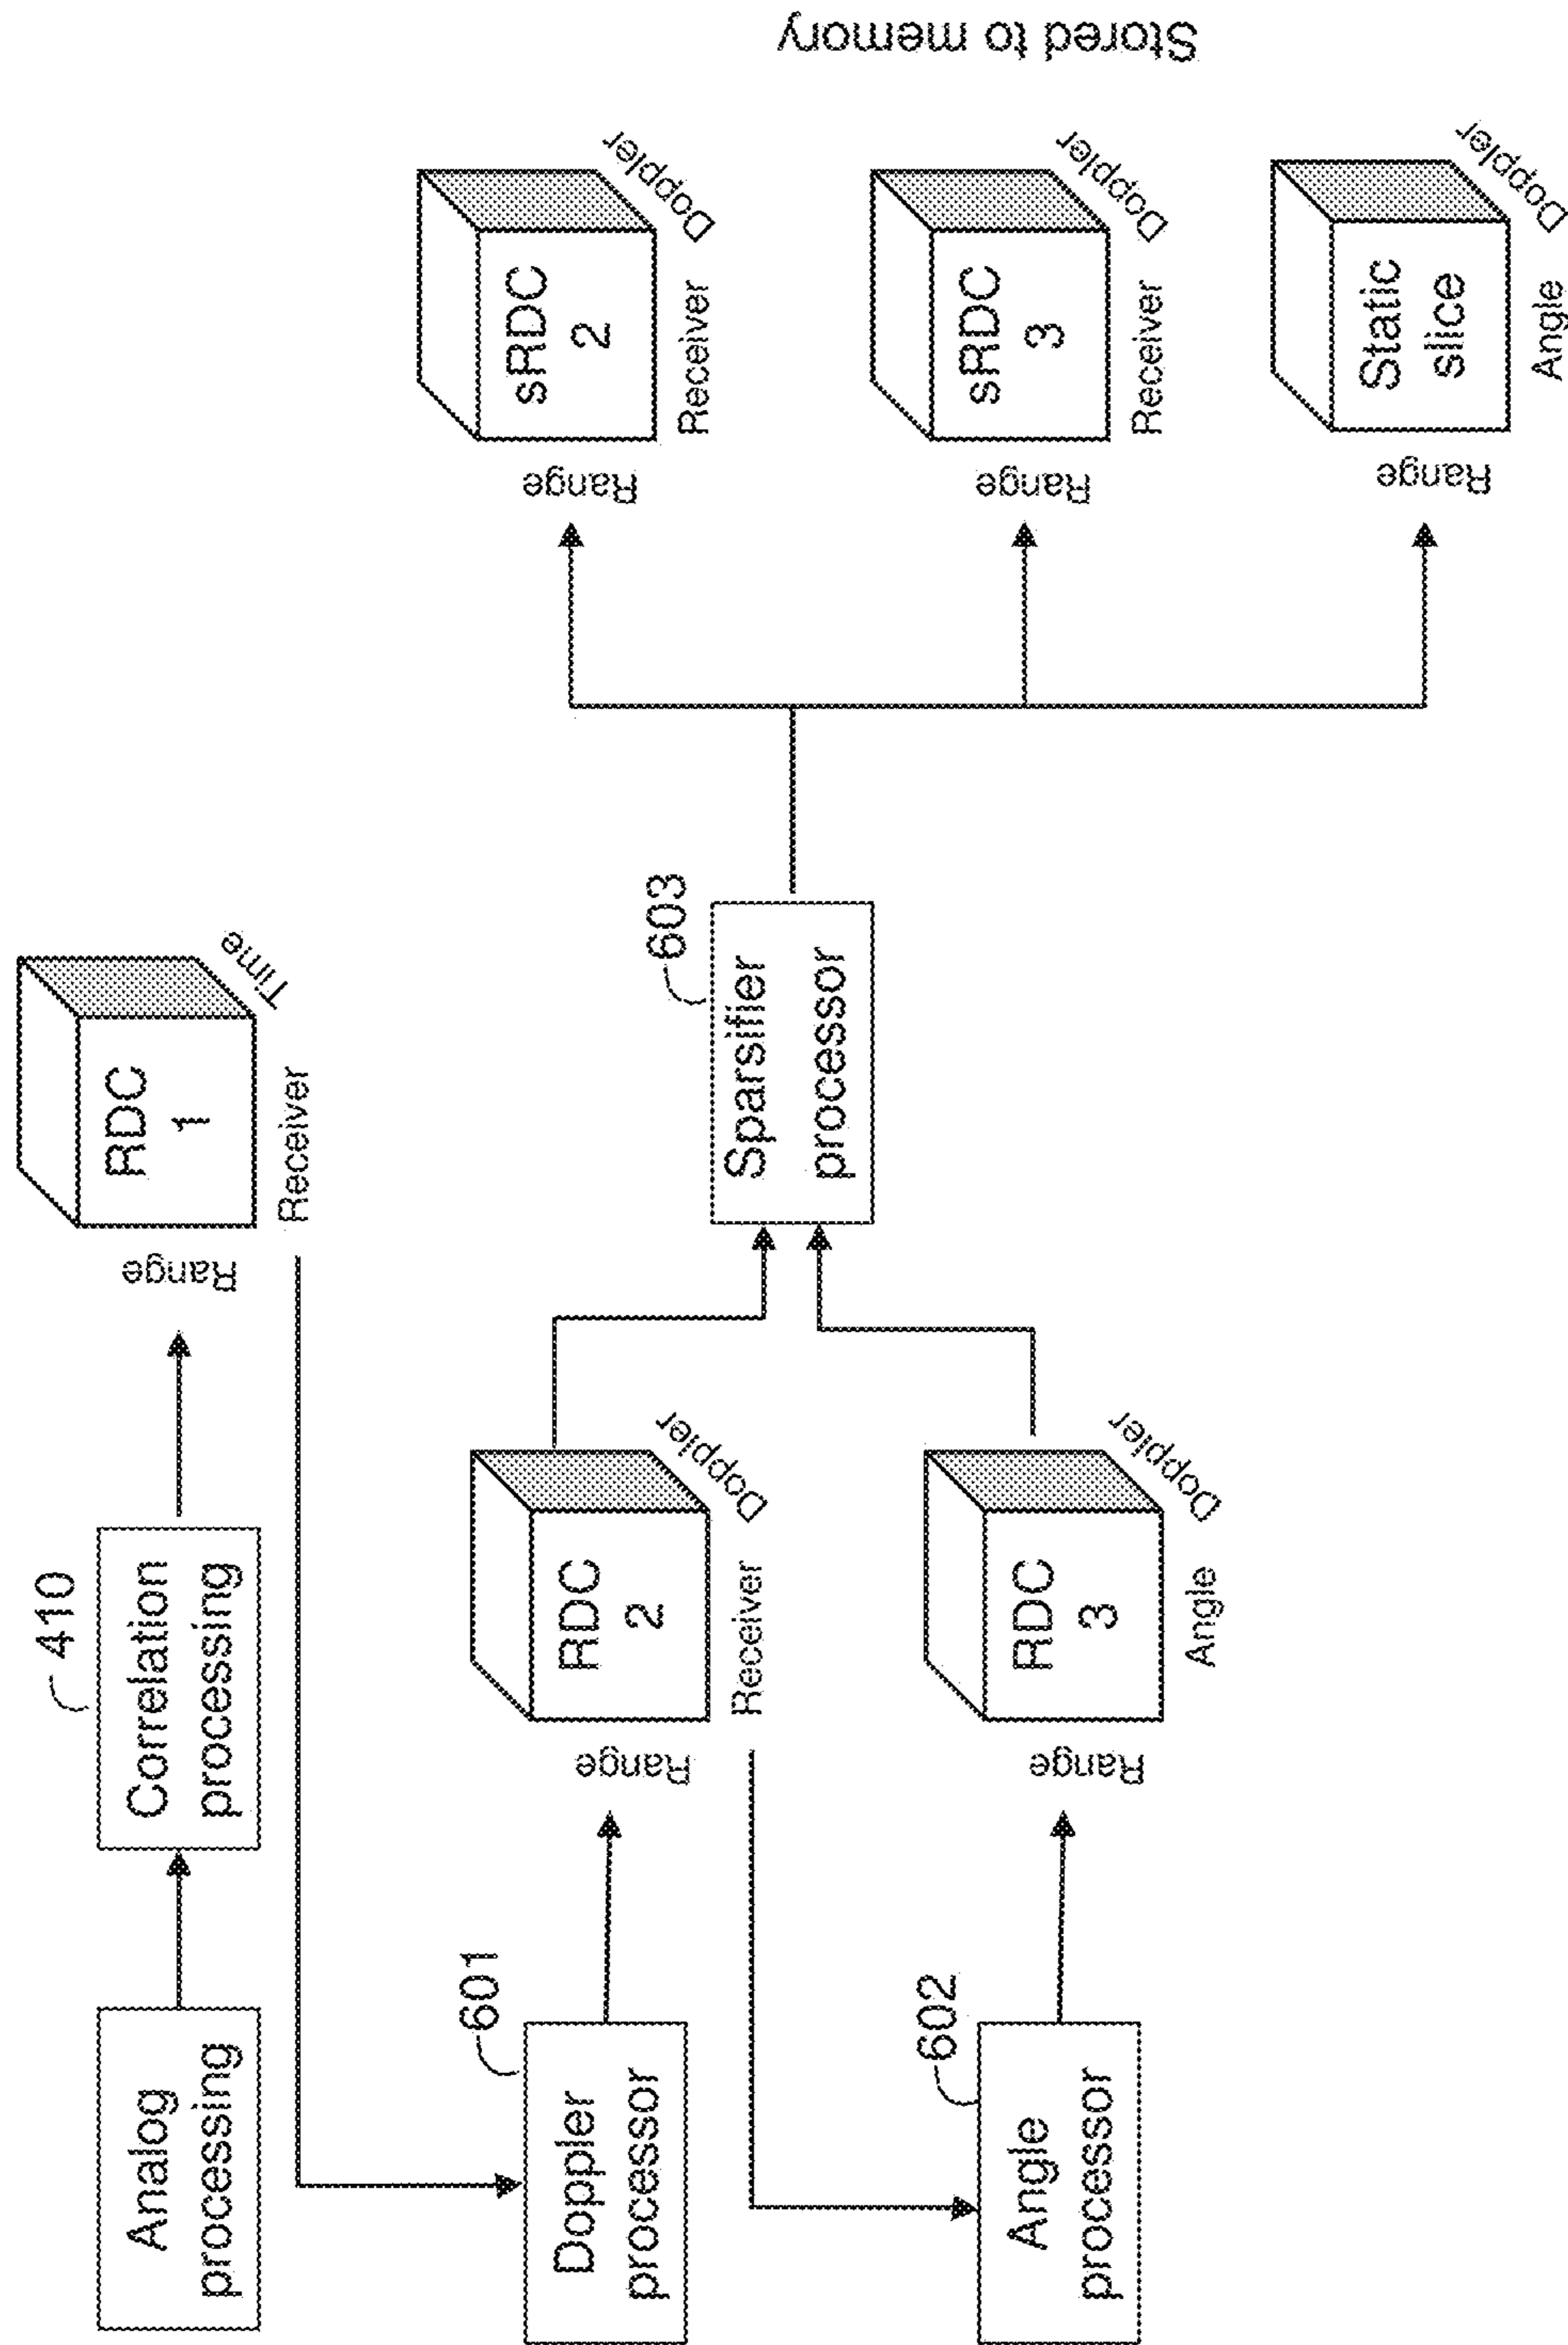 Analog
processing
Correlation
processing
410
Range
RDC
1
Time
Receiver
Doppler
processor
601
Range
RDC
2
Doppler
Receiver
Angle
processor
602
Range
RDC
3
Doppler
Angle
Sparsifier
processor
603
Range
sRDC
2
Doppler
Receiver
Range
sRDC
3
Doppler
Receiver
Range
Static
slice
Doppler
Angle
Stored to memory